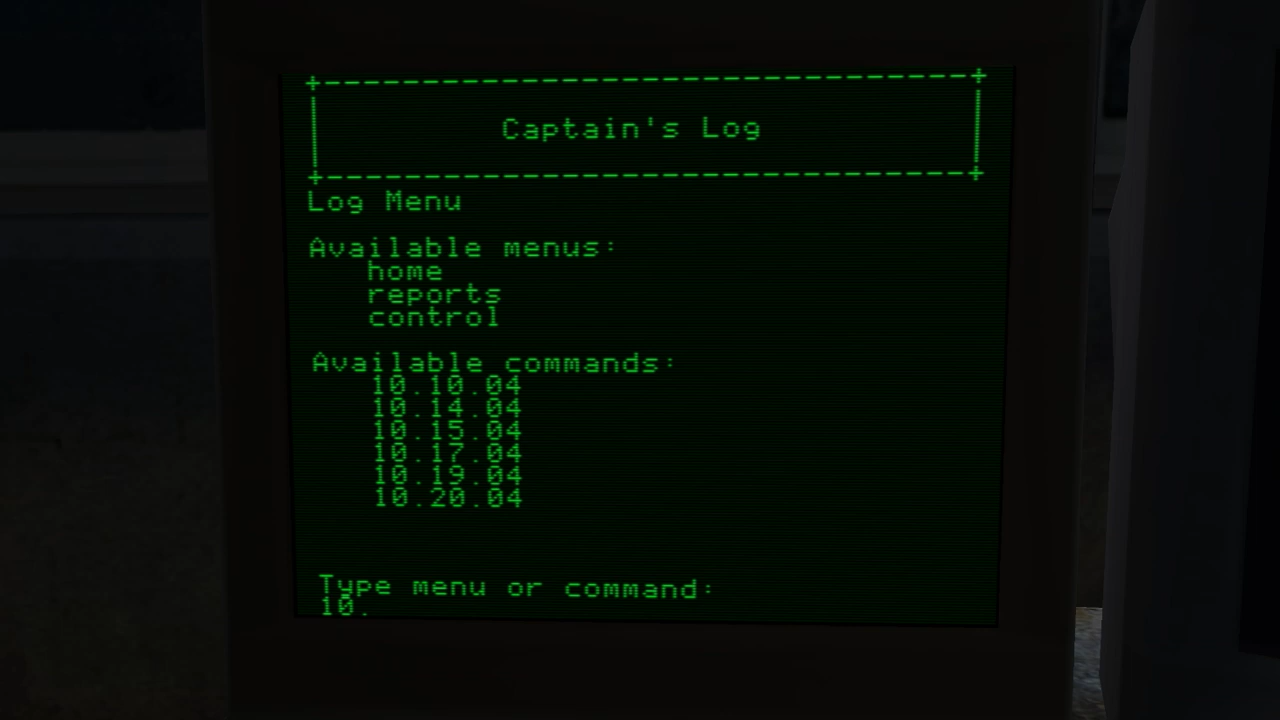 Captain's Log
Log Menu
Available menus:
home
reports
control
Available commands:
10.10.04
10.14.04
10.15.04
10.17.04
10.19.04
10.20.04
Type menu or command:
10.